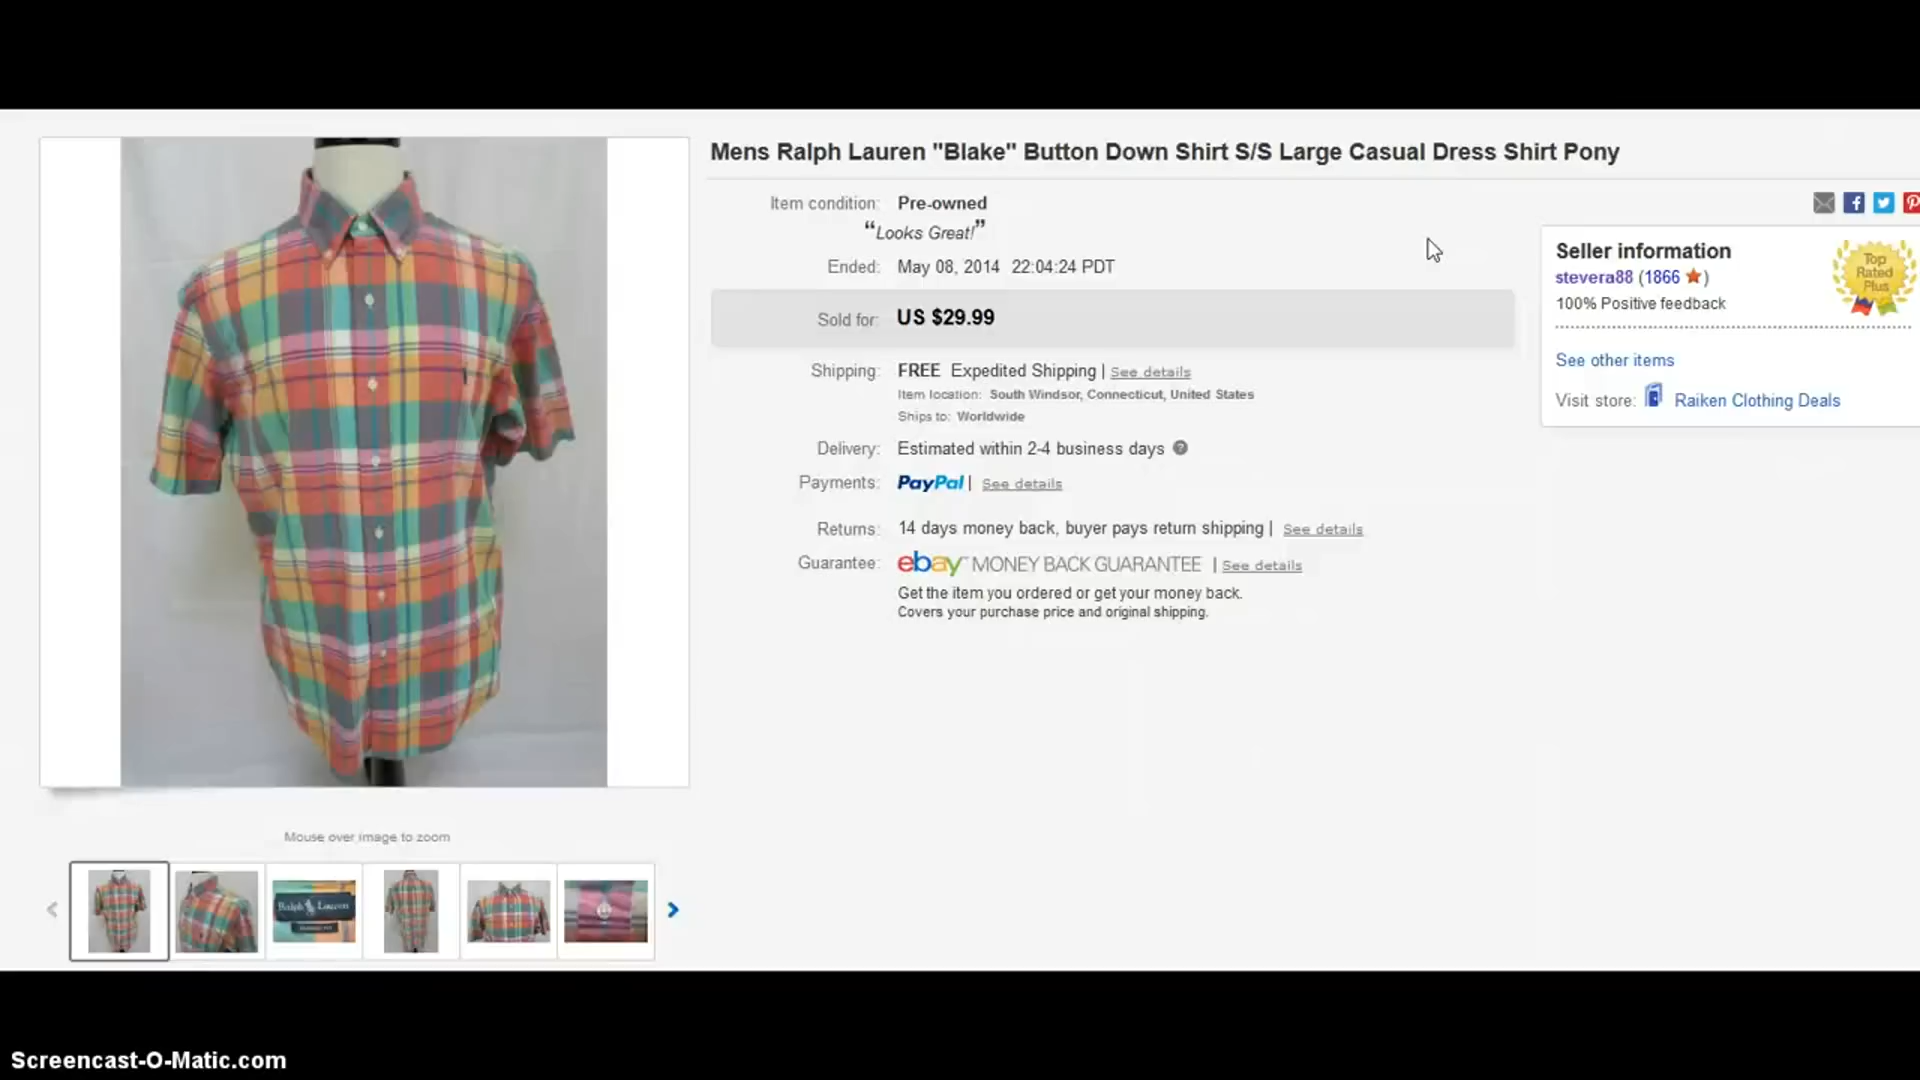 Mens Ralph Lauren "Blake" Button Down Shirt S/S Large Casual Dress Shirt Pony
Item condition: Pre-owned
“Looks Great!”
Ended: May 08, 2014 22:04:24 PDT
Sold for: US $29.99
Shipping: FREE Expedited Shipping | See details
Item location: South Windsor, Connecticut, United States
Ships to: Worldwide
Delivery: Estimated within 2-4 business days ?
Payments: PayPal | See details
Returns: 14 days money back, buyer pays return shipping | See details
Guarantee: ebay™ MONEY BACK GUARANTEE | See details
Get the item you ordered or get your money back.
Covers your purchase price and original shipping.
Seller information
stevera88 (1866 ★)
100% Positive feedback
Top
Rated
Plus
See other items
Visit store: Raiken Clothing Deals
Mouse over image to zoom
Ralph Lauren
Screencast-O-Matic.com